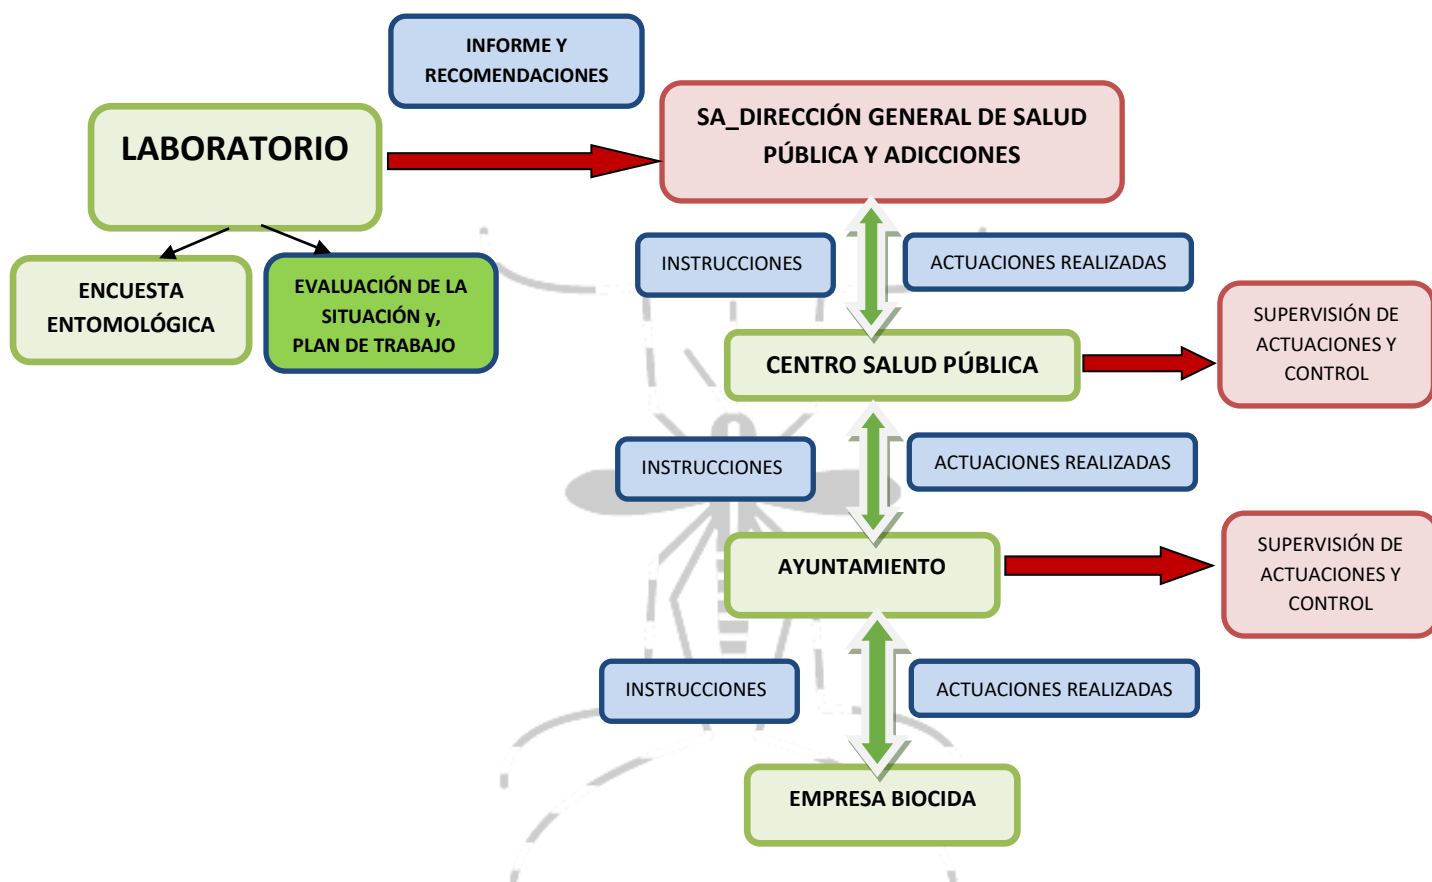 INFORME Y
RECOMENDACIONES
LABORATORIO
SA_DIRECCIÓN GENERAL DE SALUD
PÚBLICA Y ADICCIONES
ENCUESTA
ENTOMOLÓGICA
EVALUACIÓN DE LA
SITUACIÓN y,
PLAN DE TRABAJO
INSTRUCCIONES
ACTUACIONES REALIZADAS
CENTRO SALUD PÚBLICA
SUPERVISIÓN DE
ACTUACIONES Y
CONTROL
INSTRUCCIONES
ACTUACIONES REALIZADAS
AYUNTAMIENTO
SUPERVISIÓN DE
ACTUACIONES Y
CONTROL
INSTRUCCIONES
ACTUACIONES REALIZADAS
EMPRESA BIOCIDA